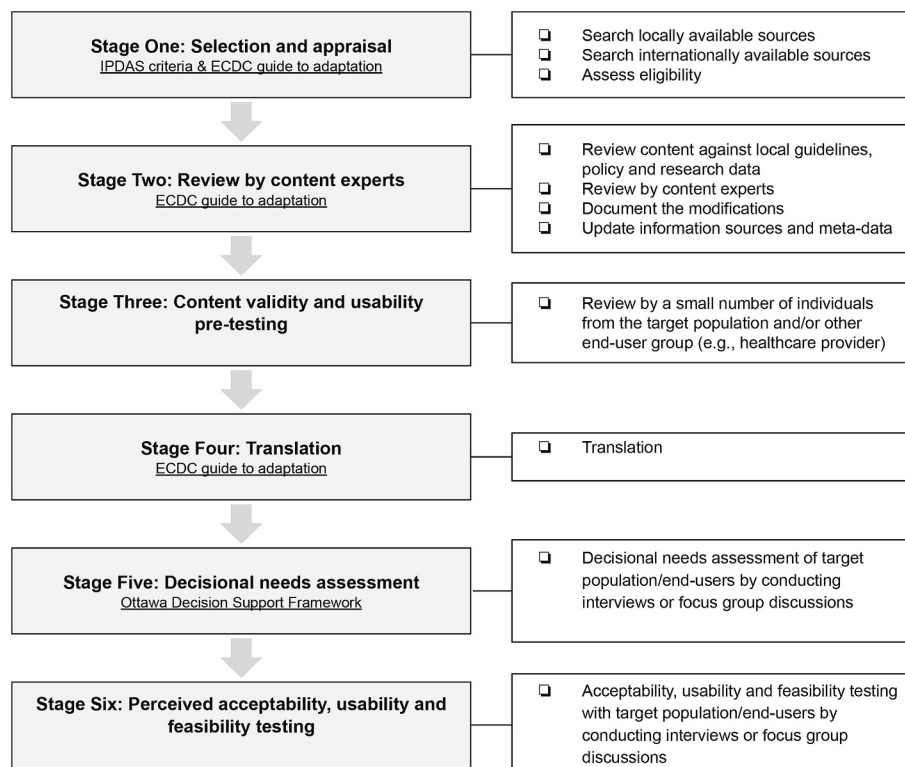 Stage One: Selection and appraisal
IPDAS criteria & ECDC guide to adaptation
❏ Search locally available sources
❏ Search internationally available sources
❏ Assess eligibility
Stage Two: Review by content experts
ECDC guide to adaptation
❏ Review content against local guidelines,
policy and research data
❏ Review by content experts
❏ Document the modifications
❏ Update information sources and meta-data
Stage Three: Content validity and usability
pre-testing
❏ Review by a small number of individuals
from the target population and/or other
end-user group (e.g., healthcare provider)
Stage Four: Translation
ECDC guide to adaptation
❏ Translation
Stage Five: Decisional needs assessment
Ottawa Decision Support Framework
❏ Decisional needs assessment of target
population/end-users by conducting
interviews or focus group discussions
Stage Six: Perceived acceptability, usability and
feasibility testing
❏ Acceptability, usability and feasibility testing
with target population/end-users by
conducting interviews or focus group
discussions